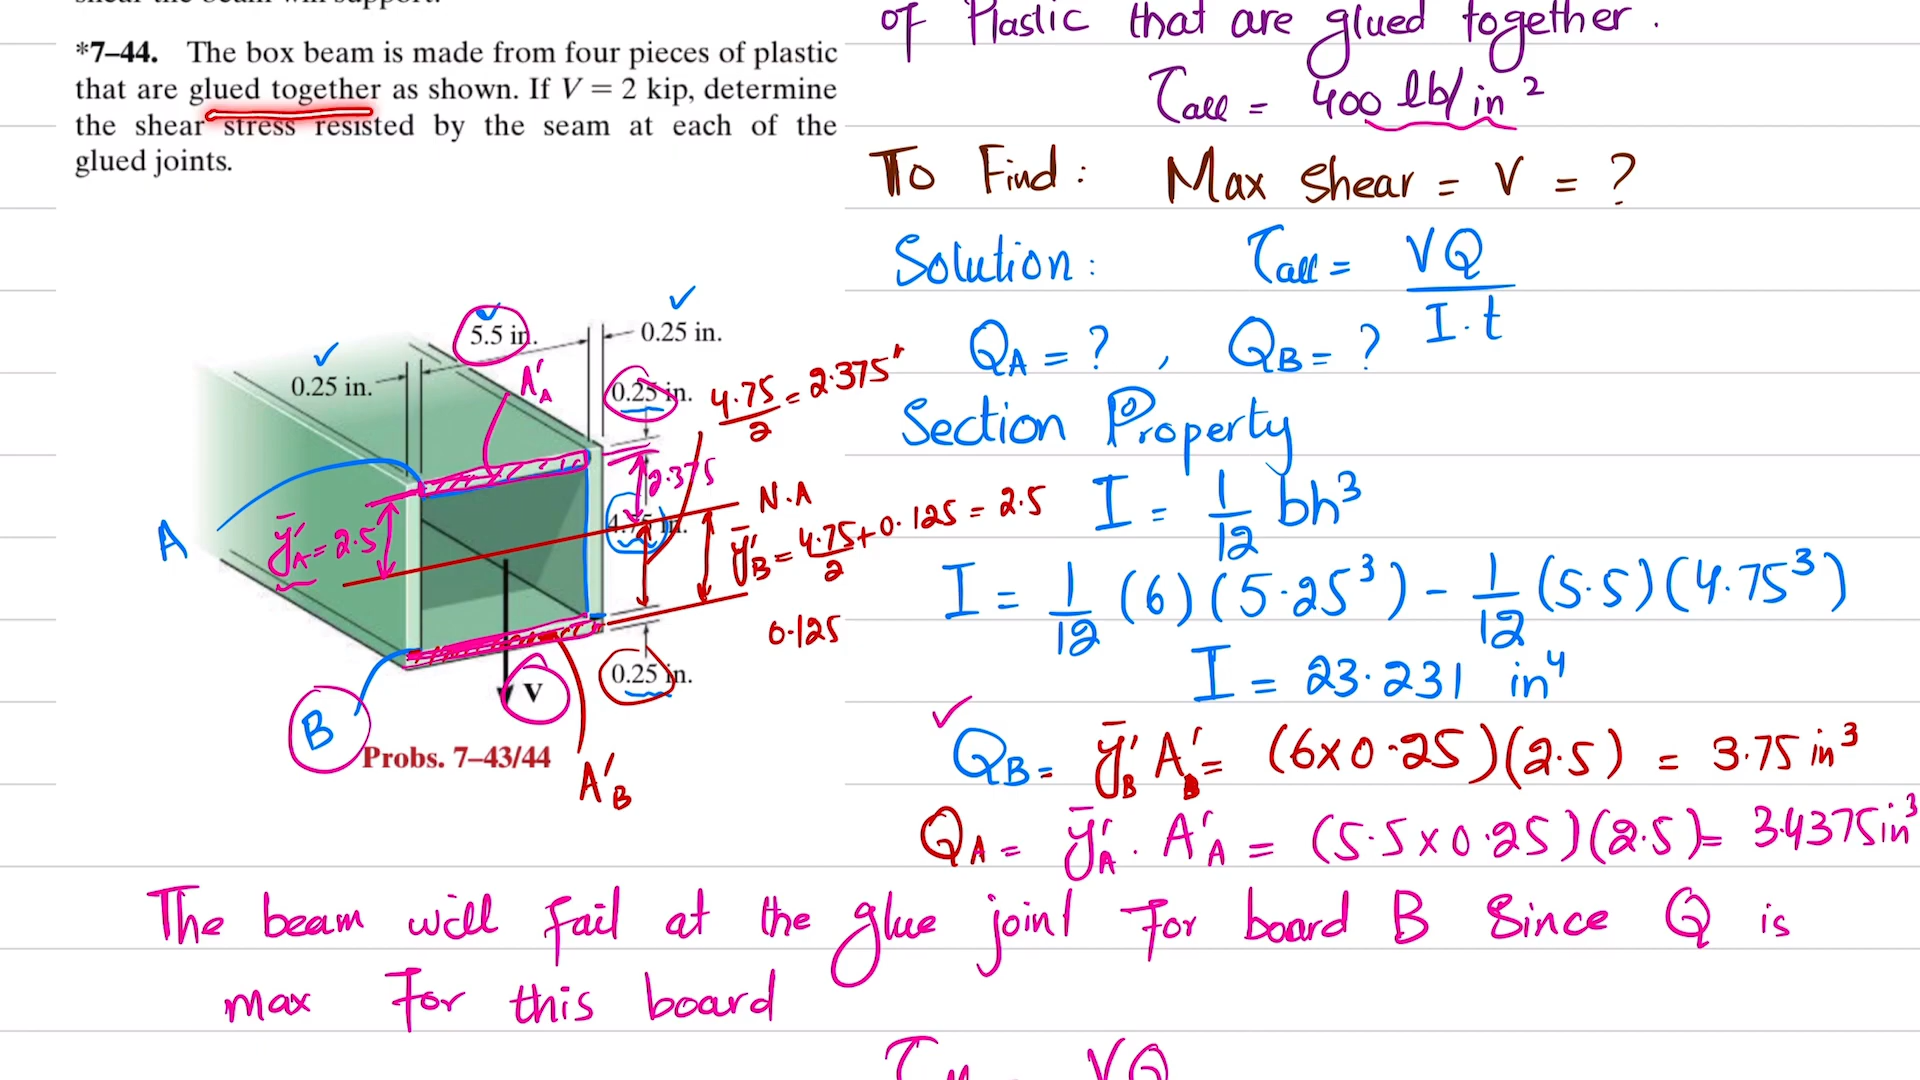 *7–44. The box beam is made from four pieces of plastic
that are glued together as shown. If V = 2 kip, determine
the shear stress resisted by the seam at each of the
glued joints.
of Plastic that are glued together.
τall = 400 lb/in²
To Find: Max Shear = V = ?
Solution: τall = VQ / I·t
QA = ? , QB = ?
Section Property
I = 1/12 bh³
I = 1/12 (6)(5.25³) - 1/12 (5.5)(4.75³)
I = 23.231 in⁴
QB = ȳ'B A'B = (6x0.25)(2.5) = 3.75 in³
QA = ȳ'A . A'A = (5.5x0.25)(2.5) = 3.4375 in³
The beam will fail at the glue joint For board B Since Q is
max For this board
5.5 in.
0.25 in.
0.25 in.
A'A
0.25 in.
4.75/2 = 2.375"
2.375
N.A
A
ȳ'A = 2.5
ȳ'B = 4.75/2 + 0.125 = 2.5
0.125
0.25 in.
V
B
Probs. 7–43/44
A'B